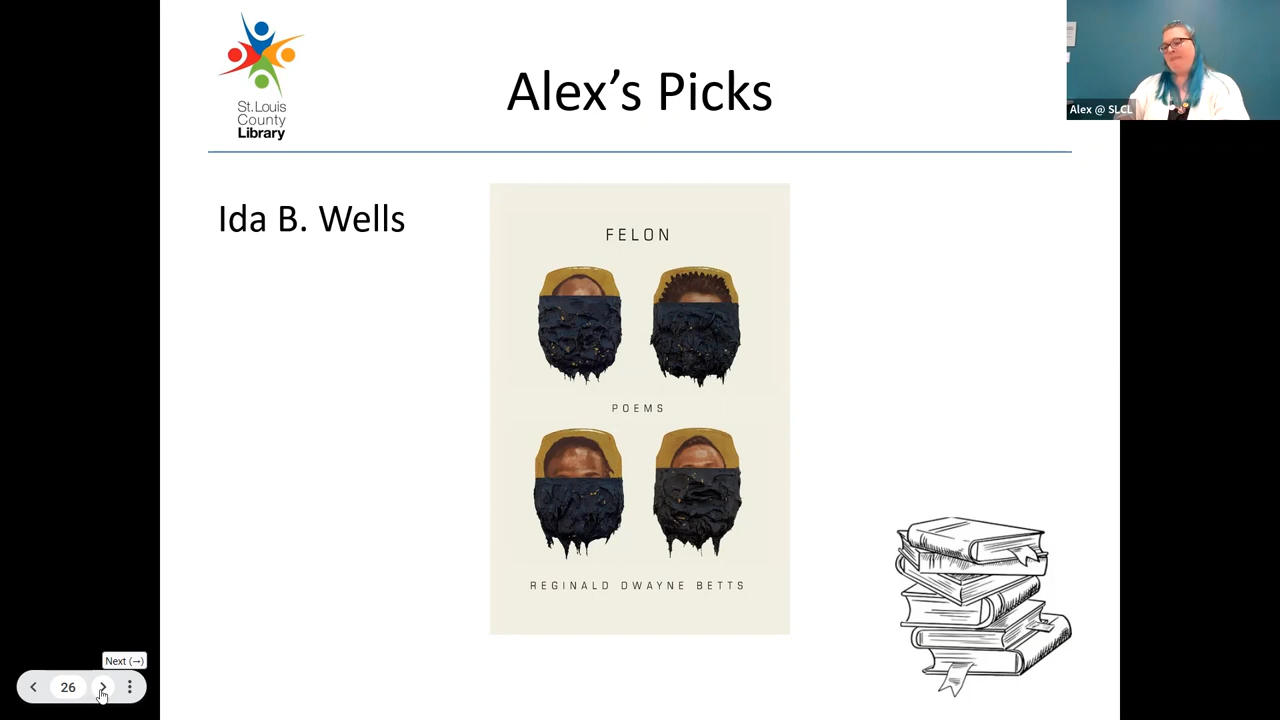 St.Louis
County
Library
Alex's Picks
Alex @ SLCL
Ida B. Wells
FELON
POEMS
REGINALD DWAYNE BETTS
Next (→)
26